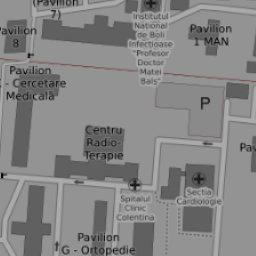 (Pavilion
7)
Institutul
Național
de Boli
Infecțioase
"Profesor
Doctor
Matei
Balș"
Pavilion
1 MAN
Pavilion
8
Pavilion
- Cercetare
Medicală
P
Centru
Radio-
Terapie
Spitalul
Clinic
Colentina
Secția
Cardiologie
Pavilion
G - Ortopedie